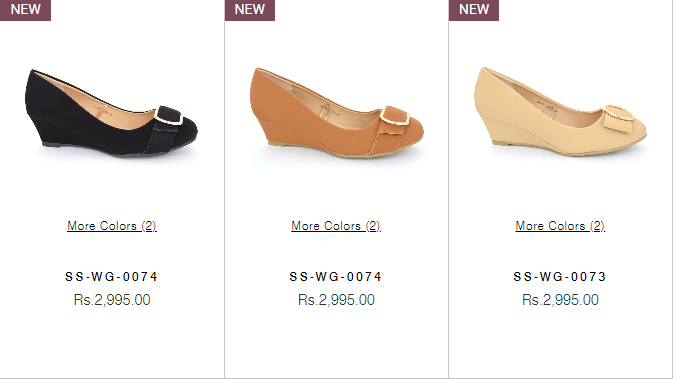 NEW
NEW
NEW
More Colors (2)
More Colors (2)
More Colors (2)
SS-WG-0074
SS-WG-0074
SS-WG-0073
Rs.2,995.00
Rs.2,995.00
Rs.2,995.00